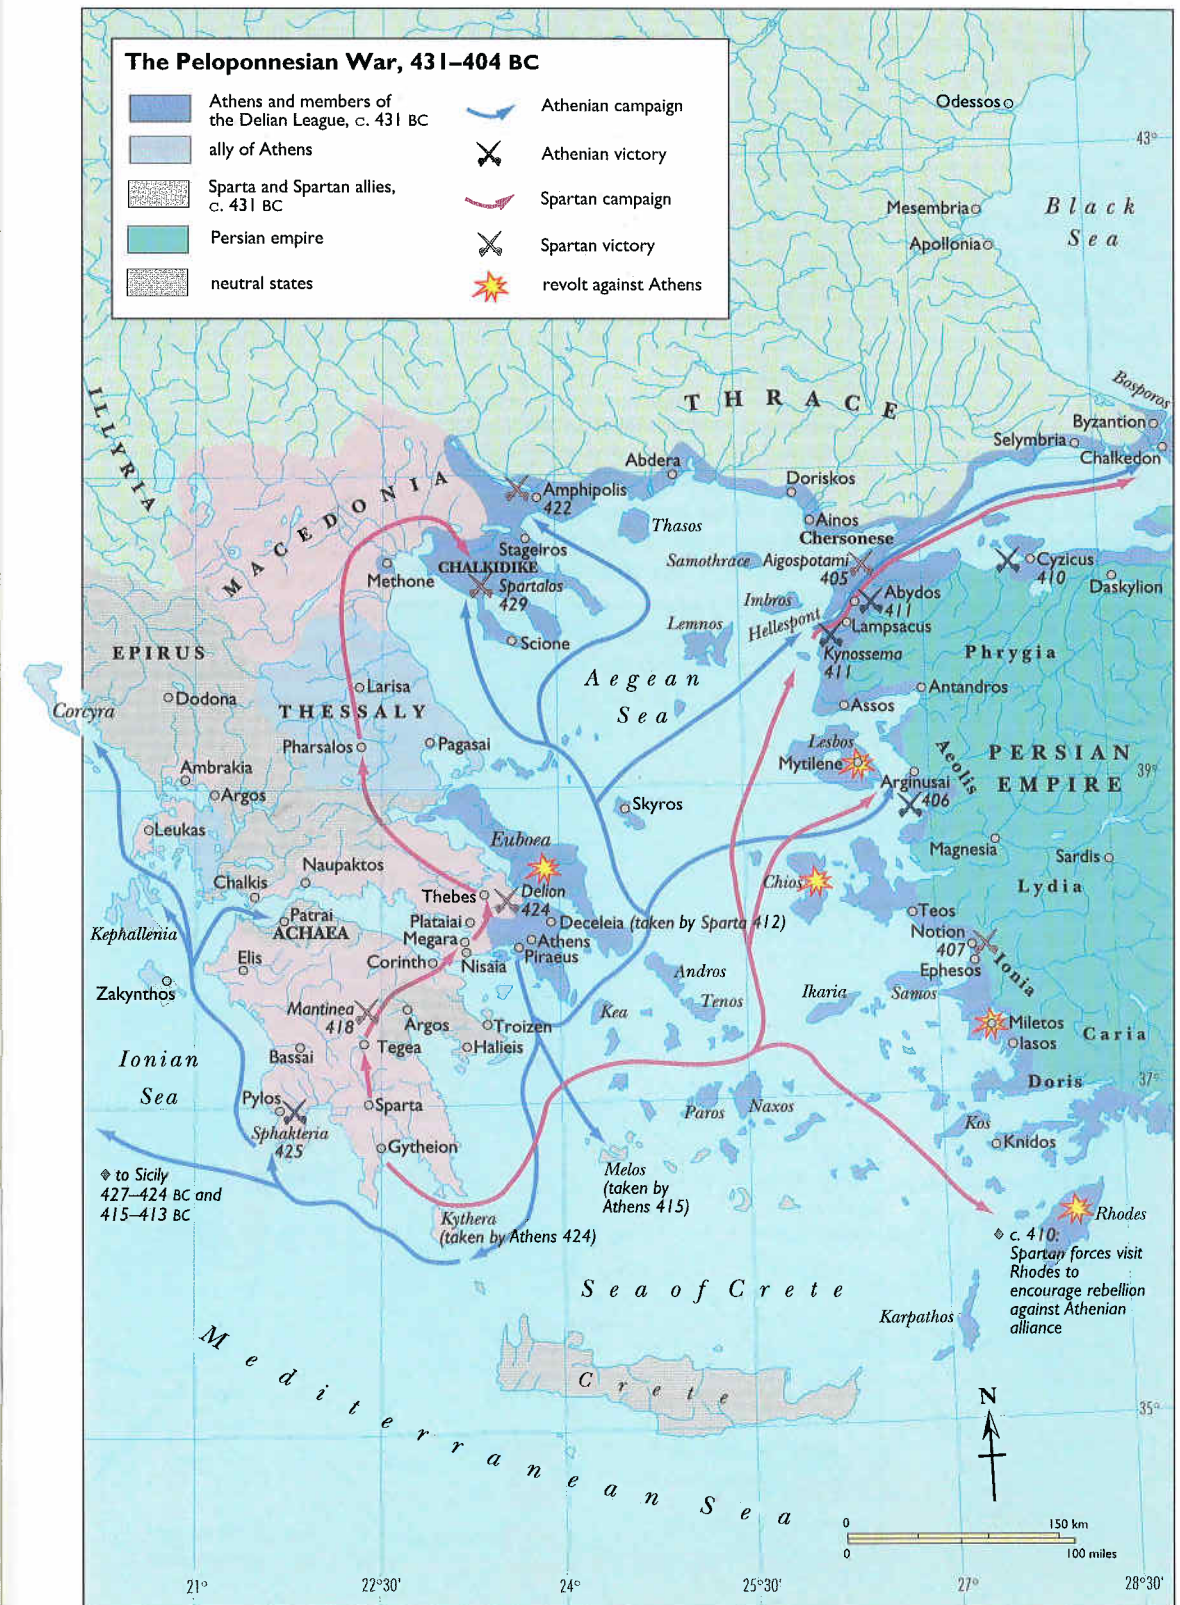 The Peloponnesian War, 431–404 BC
Athens and members of
the Delian League, c. 431 BC
ally of Athens
Sparta and Spartan allies,
c. 431 BC
Persian empire
neutral states
Athenian campaign
Athenian victory
Spartan campaign
Spartan victory
revolt against Athens
Odessos
43°
Mesembria
Black
Sea
Apollonia
ILLYRIA
THRACE
Bosporos
Byzantion
Selymbria
Chalkedon
MACEDONIA
Abdera
Amphipolis
422
Doriskos
Thasos
Ainos
Chersonese
Stageiros
CHALKIDIKE
Methone
Spartalos
429
Samothrace
Aigospotami
405
Cyzicus
410
Daskylion
Imbros
Abydos
411
Lemnos
Hellespont
Lampsacus
Scione
EPIRUS
Kynossema
411
Phrygia
Dodona
Larisa
Aegean
Sea
Antandros
Assos
Corcyra
THESSALY
Pharsalos
Pagasai
Lesbos
Mytilene
Aeolis
PERSIAN
EMPIRE
39°
Ambrakia
Argos
Arginusai
406
Skyros
Leukas
Euboea
Magnesia
Sardis
Naupaktos
Chalkis
Chios
Lydia
Thebes
Delion
424
Patrai
ACHAEA
Plataiai
Deceleia (taken by Sparta 412)
Teos
Notion
407
Kephallenia
Megara
Athens
Elis
Corinth
Nisaia
Piraeus
Ephesos
Ionia
Zakynthos
Andros
Tenos
Ikaria
Samos
Mantinea
418
Argos
Troizen
Kea
Miletos
Iasos
Caria
Ionian
Sea
Bassai
Tegea
Halieis
Doris
37°
Pylos
Sparta
Paros
Naxos
Sphakteria
425
Kos
Knidos
Gytheion
to Sicily
427–424 BC and
415–413 BC
Melos
(taken by
Athens 415)
Kythera
(taken by Athens 424)
Rhodes
c. 410:
Spartan forces visit
Rhodes to
encourage rebellion
against Athenian
alliance
Sea of Crete
Karpathos
Mediterranean Sea
Crete
N
35°
0 150 km
0 100 miles
21° 22°30' 24° 25°30' 27° 28°30'